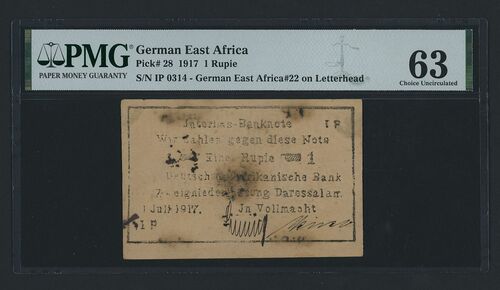 PMG
PAPER MONEY GUARANTY
German East Africa
Pick# 28 1917 1 Rupie
S/N IP 0314 - German East Africa#22 on Letterhead
63
Choice Uncirculated
Interims-Banknote
1 P
Wir zahlen gegen diese Note
Eine Rupie 1
Deutsch Ostafrikanische Bank
Zweigniederlassung Daressalam.
1 Juli 1917. In Vollmacht
1 P